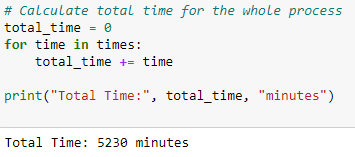 # Calculate total time for the whole process
total_time = 0
for time in times:
    total_time += time
print("Total Time:", total_time, "minutes")
Total Time: 5230 minutes